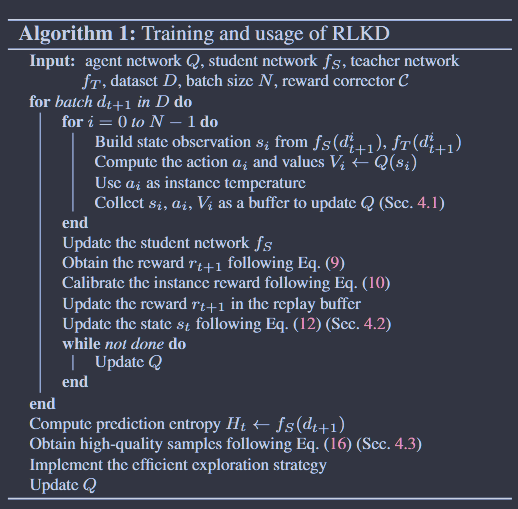 Algorithm 1: Training and usage of RLKD
Input: agent network Q, student network f_S, teacher network
f_T, dataset D, batch size N, reward corrector C
for batch d_{t+1} in D do
for i = 0 to N − 1 do
Build state observation s_i from f_S(d^i_{t+1}), f_T(d^i_{t+1})
Compute the action a_i and values V_i ← Q(s_i)
Use a_i as instance temperature
Collect s_i, a_i, V_i as a buffer to update Q (Sec. 4.1)
end
Update the student network f_S
Obtain the reward r_{t+1} following Eq. (9)
Calibrate the instance reward following Eq. (10)
Update the reward r_{t+1} in the replay buffer
Update the state s_t following Eq. (12) (Sec. 4.2)
while not done do
Update Q
end
end
Compute prediction entropy H_t ← f_S(d_{t+1})
Obtain high-quality samples following Eq. (16) (Sec. 4.3)
Implement the efficient exploration strategy
Update Q